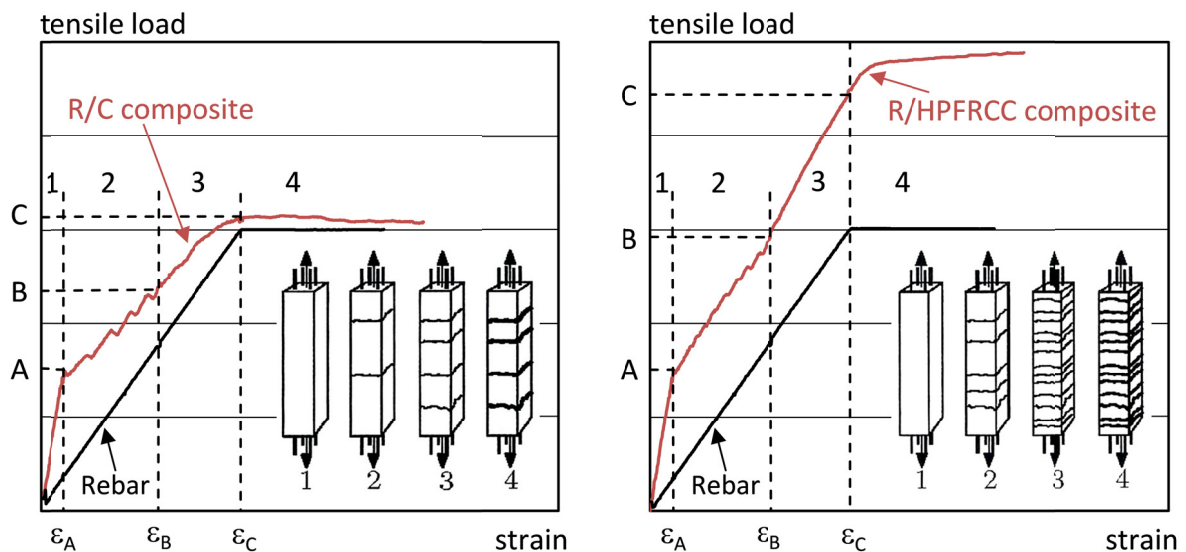 tensile load
R/C composite
1
2
3
4
C
B
A
Rebar
1
2
3
4
εA
εB
εC
strain
tensile load
C
R/HPFRCC composite
1
2
3
4
B
A
Rebar
1
2
3
4
εA
εB
εC
strain